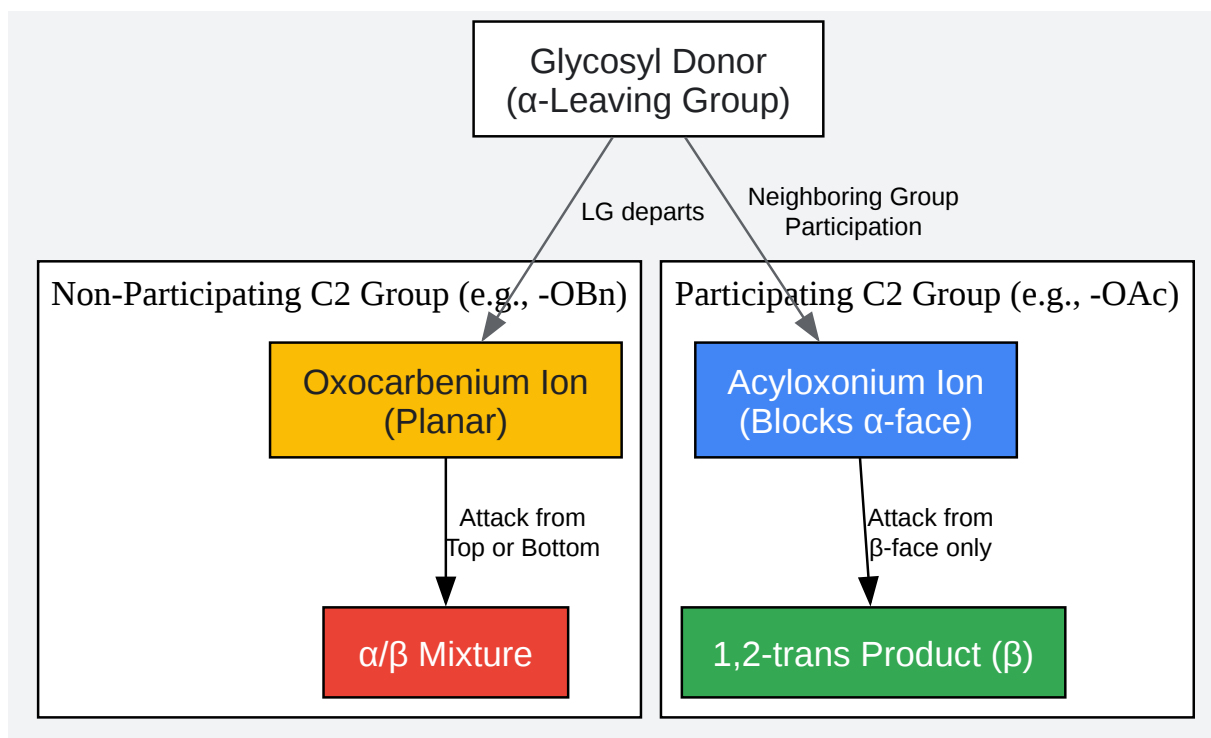 Glycosyl Donor
(α-Leaving Group)
LG departs
Neighboring Group
Participation
Non-Participating C2 Group (e.g., -OBn)
Oxocarbenium Ion
(Planar)
Attack from
Top or Bottom
α/β Mixture
Participating C2 Group (e.g., -OAc)
Acyloxonium Ion
(Blocks α-face)
Attack from
β-face only
1,2-trans Product (β)